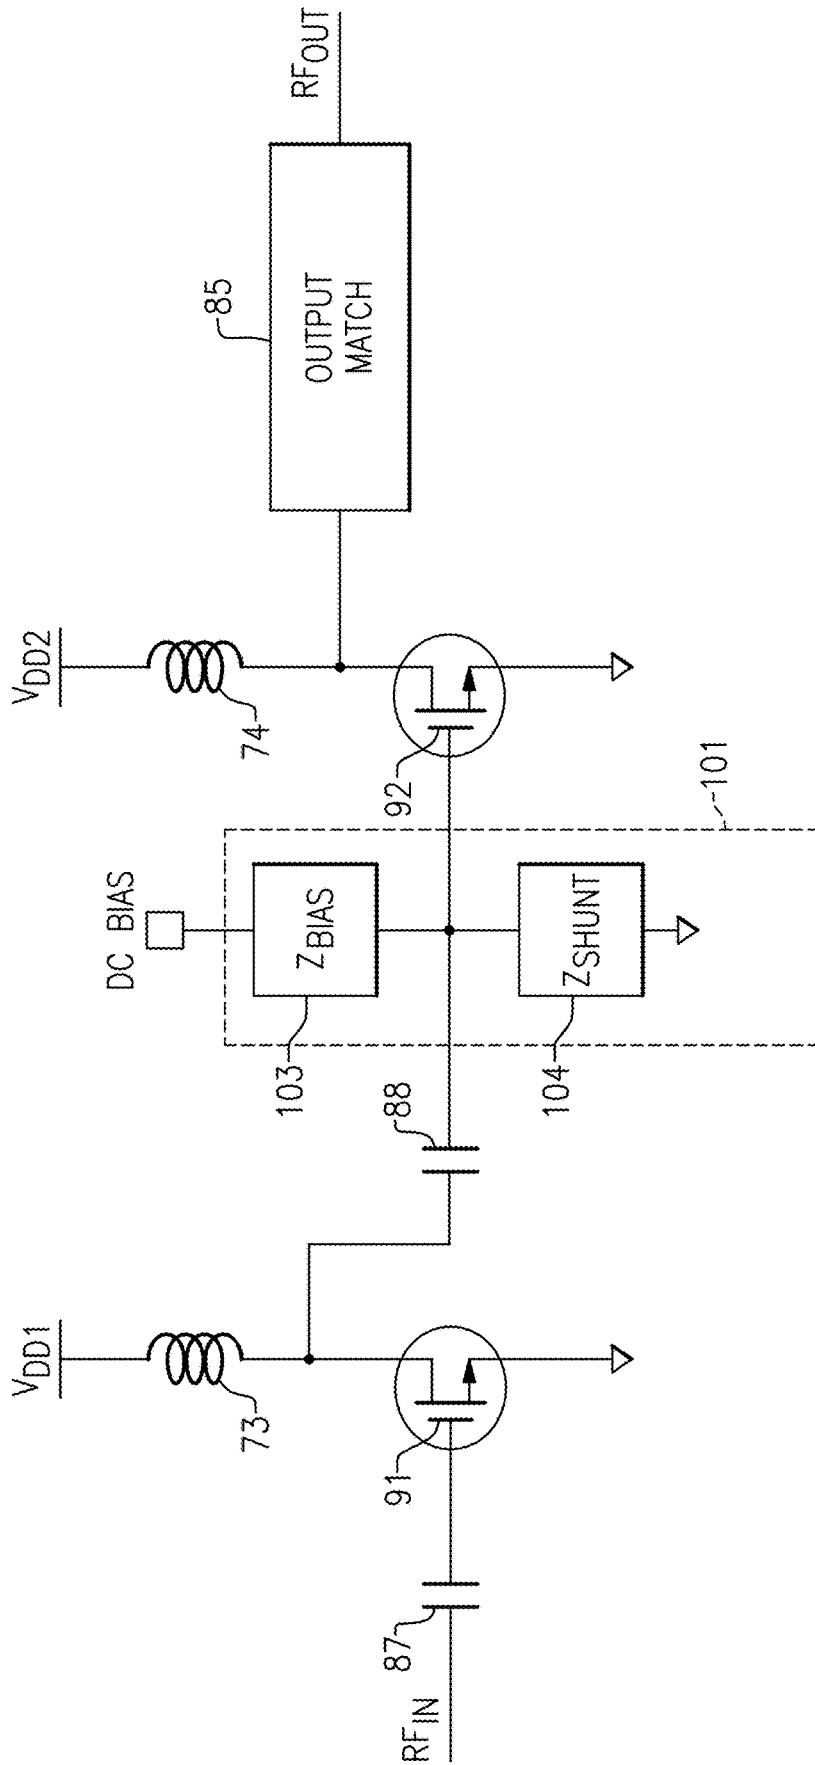 RF_IN
87
91
V_DD1
73
88
DC BIAS
103
Z_BIAS
104
Z_SHUNT
101
92
V_DD2
74
85
OUTPUT
MATCH
RF_OUT